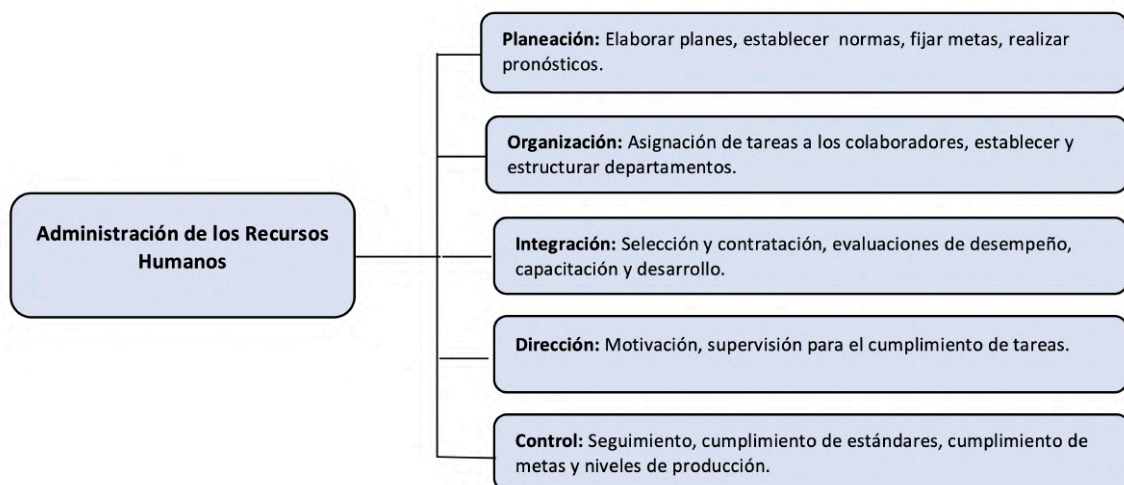 Planeación: Elaborar planes, establecer normas, fijar metas, realizar
pronósticos.
Organización: Asignación de tareas a los colaboradores, establecer y
estructurar departamentos.
Administración de los Recursos
Humanos
Integración: Selección y contratación, evaluaciones de desempeño,
capacitación y desarrollo.
Dirección: Motivación, supervisión para el cumplimiento de tareas.
Control: Seguimiento, cumplimiento de estándares, cumplimiento de
metas y niveles de producción.